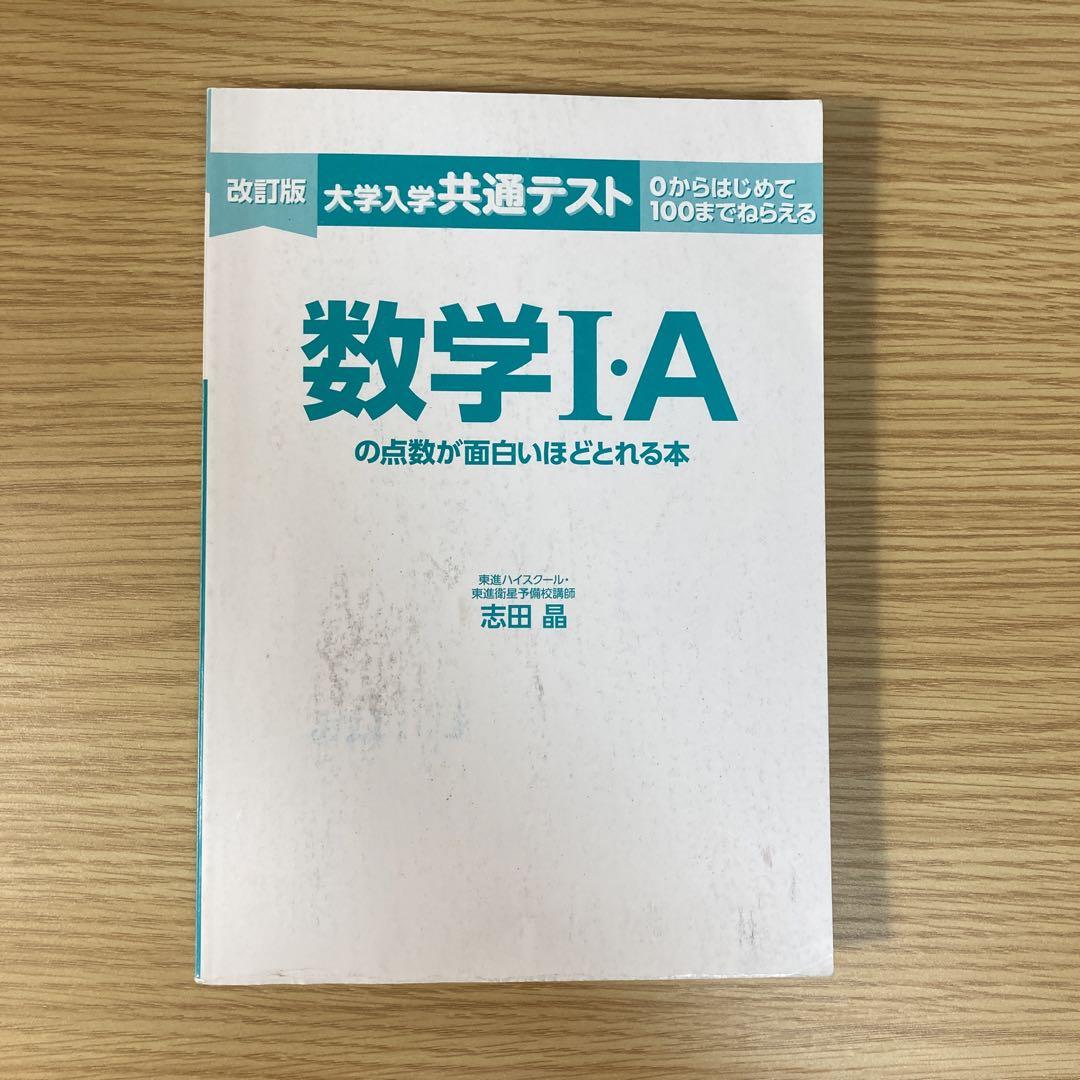 改訂版
大学入学共通テスト
0からはじめて
100までねらえる
数学I・A
の点数が面白いほどとれる本
東進ハイスクール・
東進衛星予備校講師
志田 晶